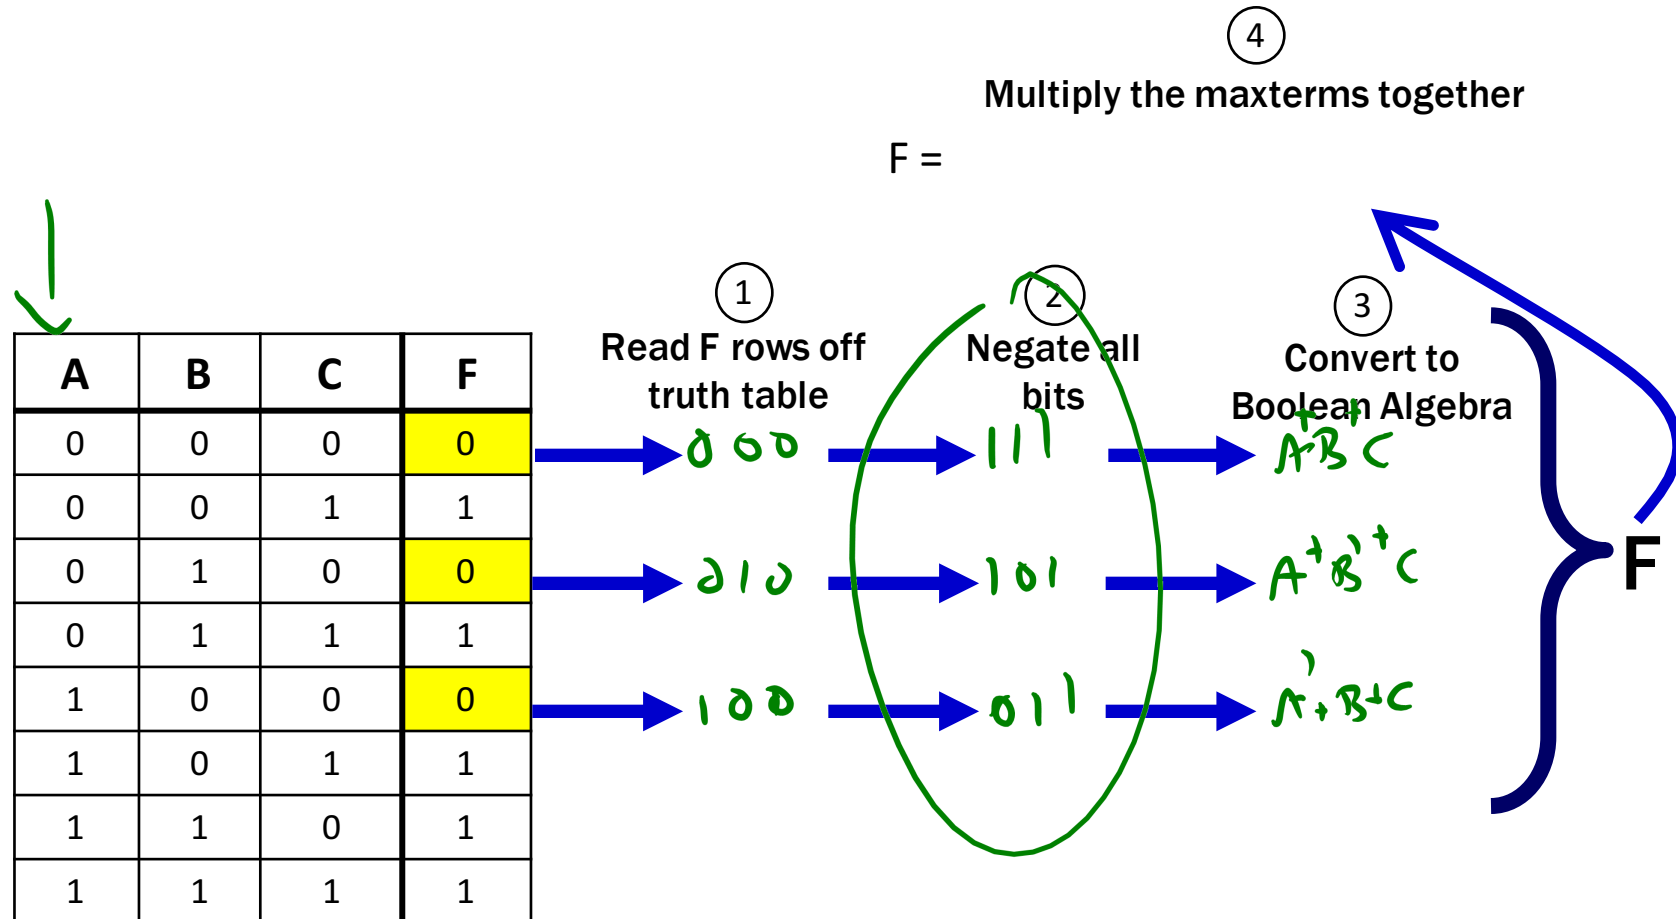 4
Multiply the maxterms together
F =
1
Read F rows off
truth table
2
Negate all
bits
3
Convert to
Boolean Algebra
A B C F
0 0 0 0
000
111
A+B+C
0 0 1 1
0 1 0 0
010
101
A+B'+C
0 1 1 1
1 0 0 0
100
011
A'+B+C
1 0 1 1
1 1 0 1
1 1 1 1
F